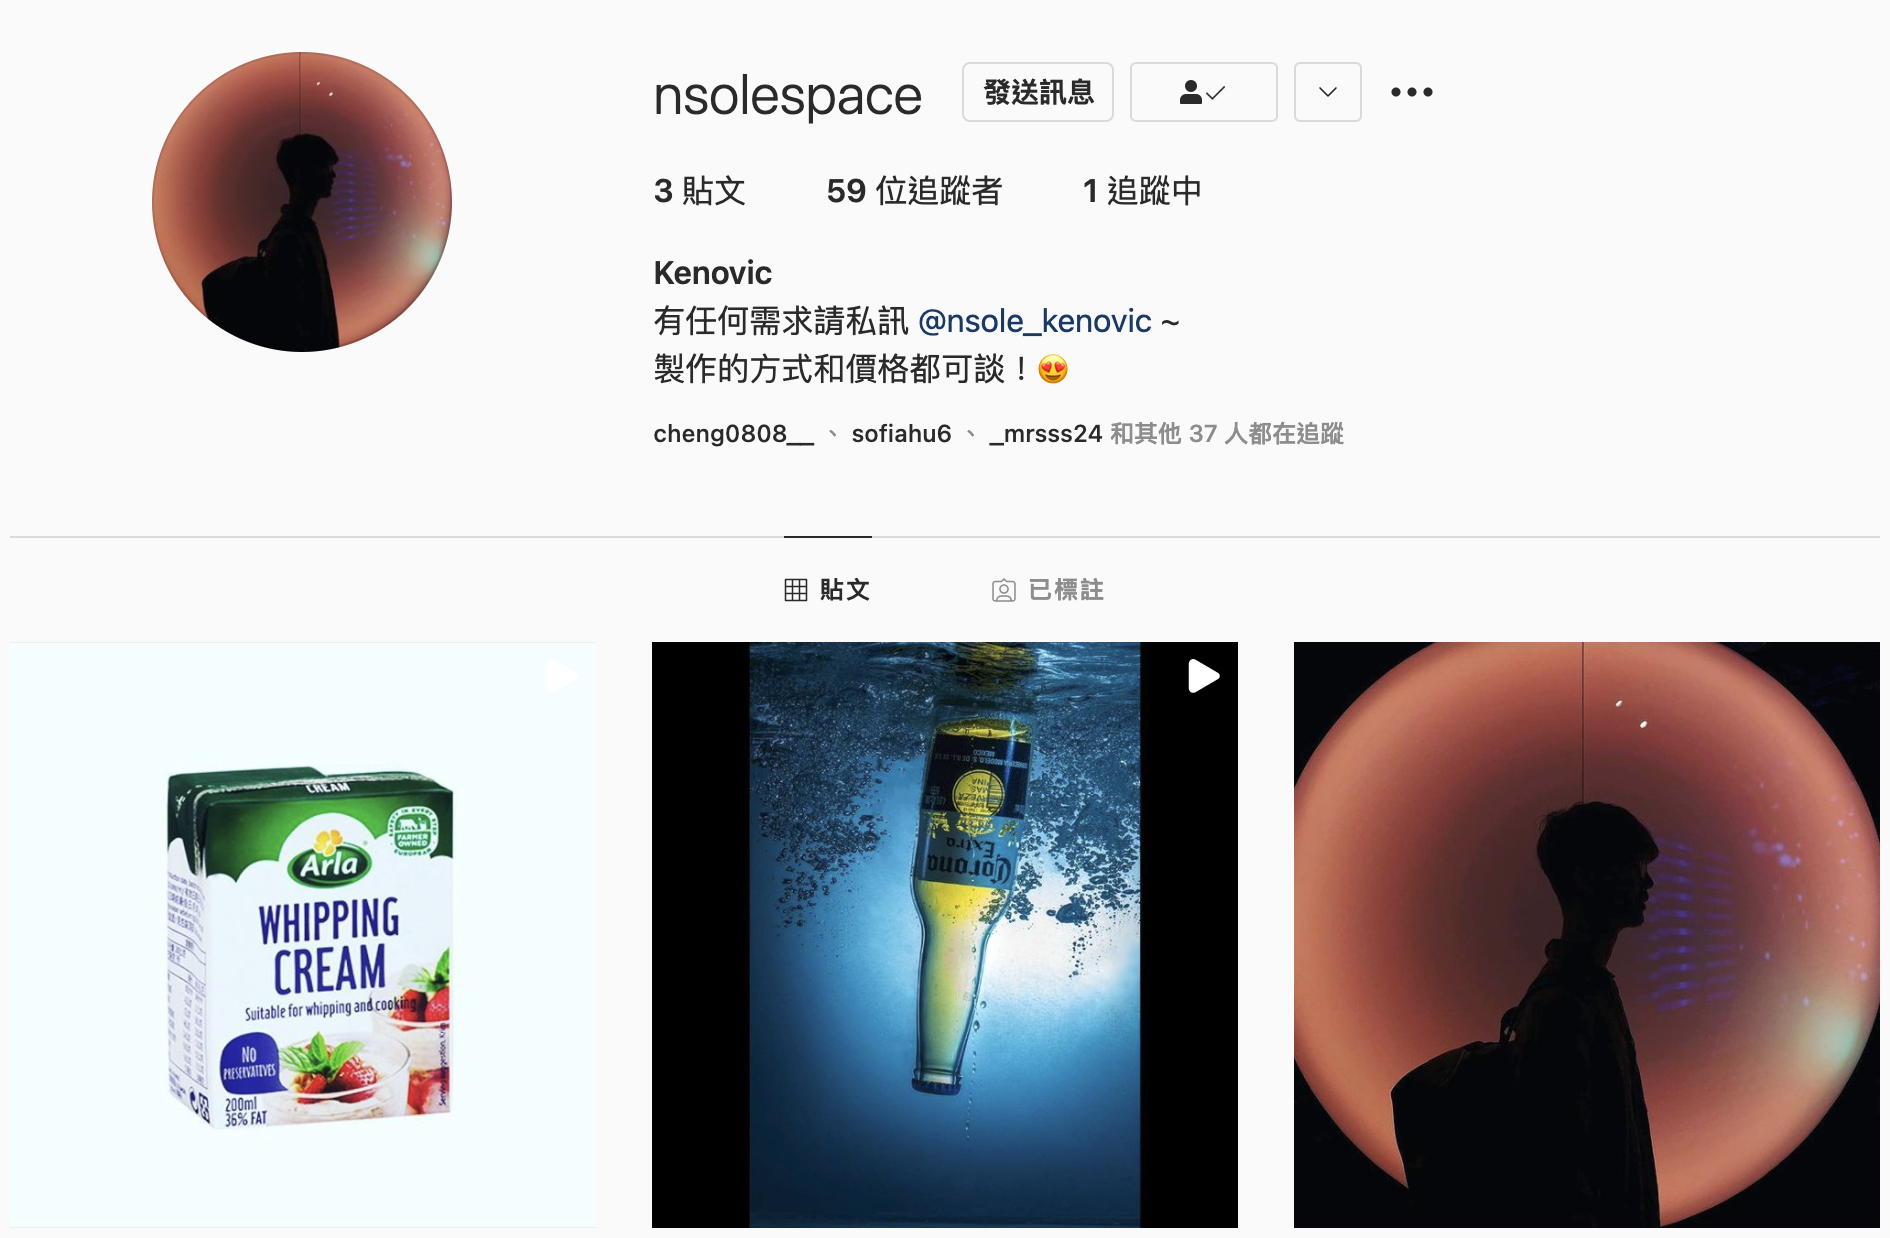 nsolespace 發送訊息
3 貼文 59 位追蹤者 1 追蹤中
Kenovic
有任何需求請私訊 @nsole_kenovic ~
製作的方式和價格都可談！😍
cheng0808__ 、 sofiahu6 、 _mrsss24 和其他 37 人都在追蹤
貼文 已標註
CREAM
FARMER
OWNED
Arla
WHIPPING
CREAM
Suitable for whipping and cooking
NO
PRESERVATIVES
200ml
36% FAT
Corona
Extra